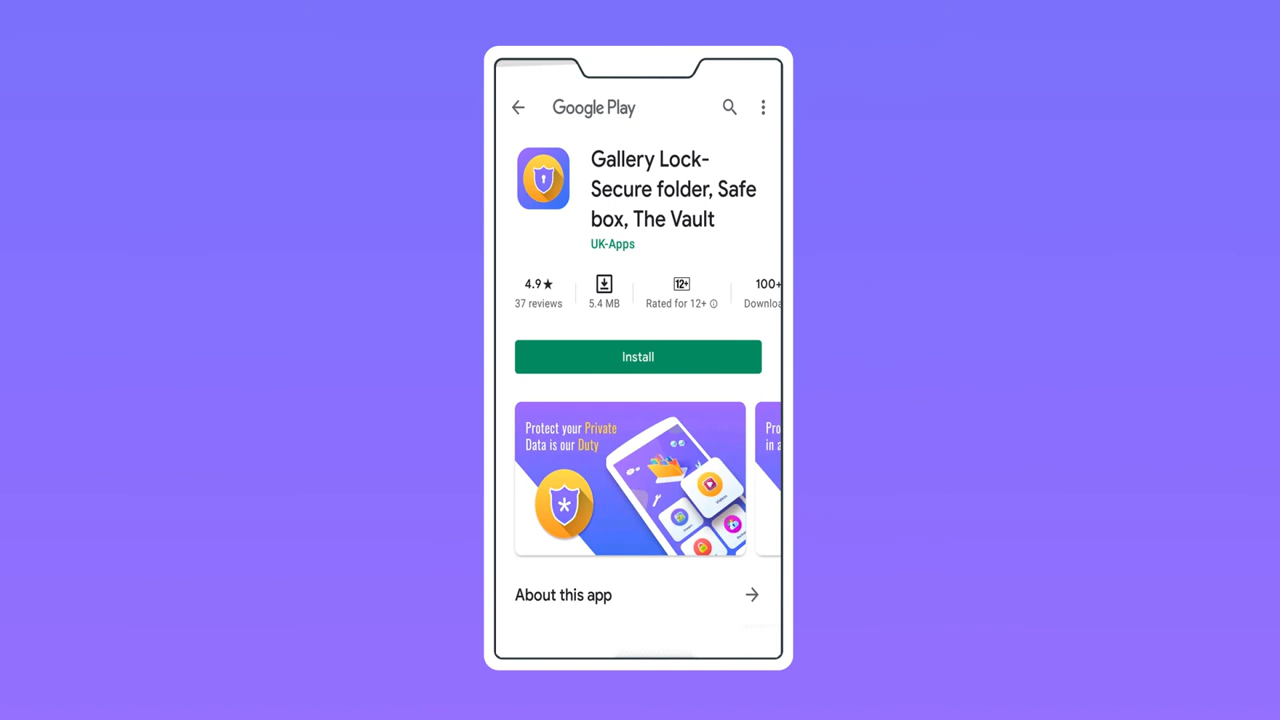 Google Play
Gallery Lock-
Secure folder, Safe
box, The Vault
UK-Apps
4.9★
12+
100+
37 reviews
5.4 MB
Rated for 12+
Install
Protect your Private
Data is our Duty
About this app